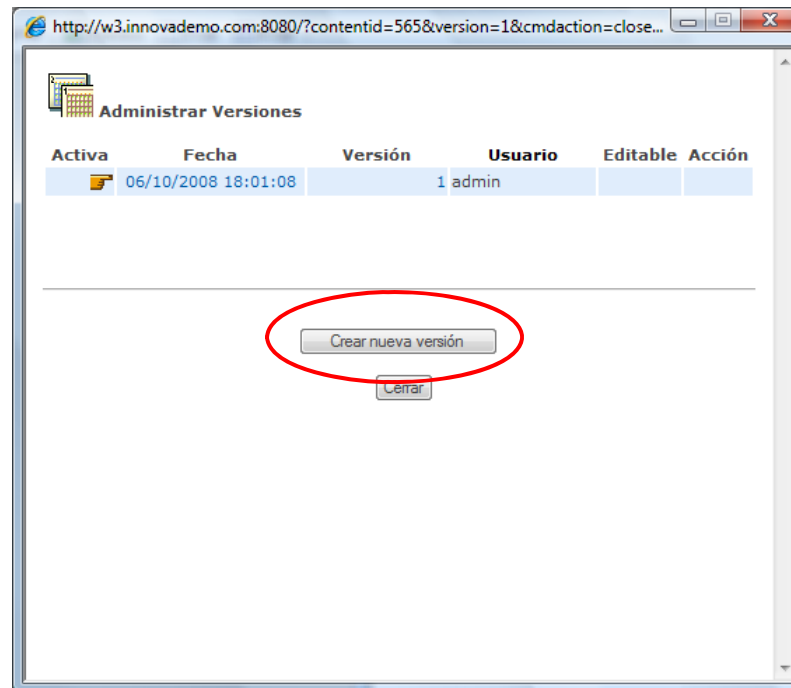 http://w3.innovademo.com:8080/?contentid=565&version=1&cmdaction=close...
Administrar Versiones
Activa Fecha Versión Usuario Editable Acción
06/10/2008 18:01:08 1 admin
Crear nueva versión
Cerrar